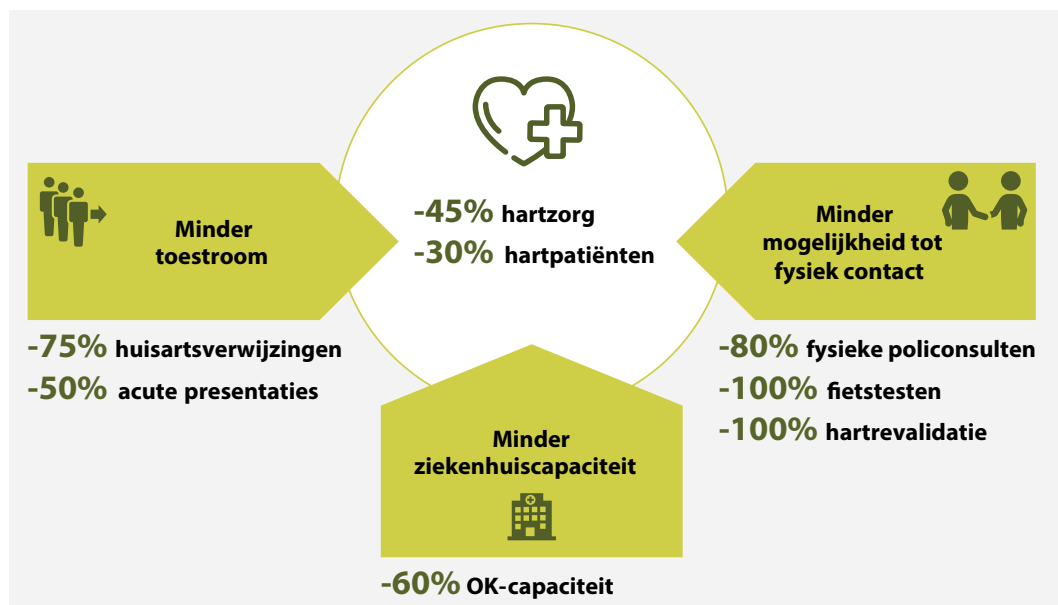 -45% hartzorg
-30% hartpatiënten
Minder
toestroom
-75% huisartsverwijzingen
-50% acute presentaties
Minder
mogelijkheid tot
fysiek contact
-80% fysieke policonsulten
-100% fietstesten
-100% hartrevalidatie
Minder
ziekenhuiscapaciteit
-60% OK-capaciteit